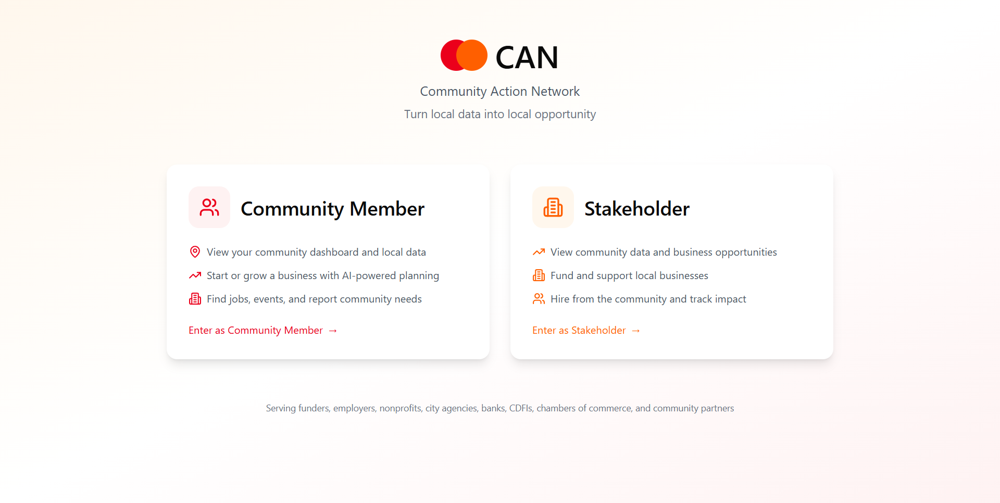 CAN
Community Action Network
Turn local data into local opportunity
Community Member
View your community dashboard and local data
Start or grow a business with AI-powered planning
Find jobs, events, and report community needs
Enter as Community Member →
Stakeholder
View community data and business opportunities
Fund and support local businesses
Hire from the community and track impact
Enter as Stakeholder →
Serving funders, employers, nonprofits, city agencies, banks, CDFIs, chambers of commerce, and community partners